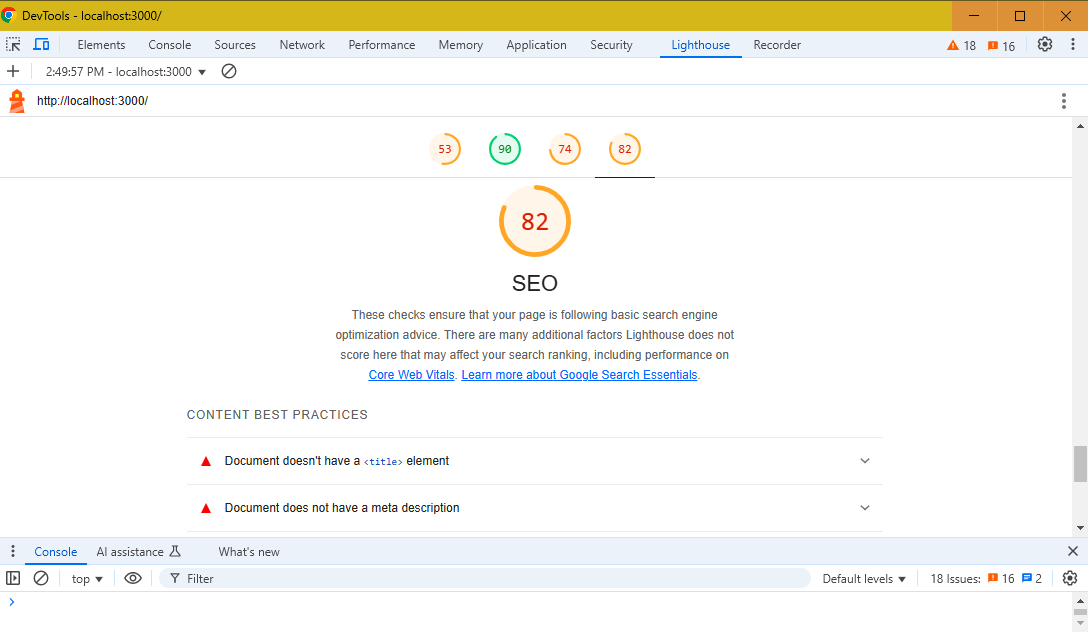 DevTools - localhost:3000/
Elements Console Sources Network Performance Memory Application Security Lighthouse Recorder 18 16
2:49:57 PM - localhost:3000
http://localhost:3000/
53 90 74 82
82
SEO
These checks ensure that your page is following basic search engine
optimization advice. There are many additional factors Lighthouse does not
score here that may affect your search ranking, including performance on
Core Web Vitals. Learn more about Google Search Essentials.
CONTENT BEST PRACTICES
Document doesn't have a <title> element
Document does not have a meta description
Console AI assistance What's new
top Filter Default levels 18 Issues: 16 2